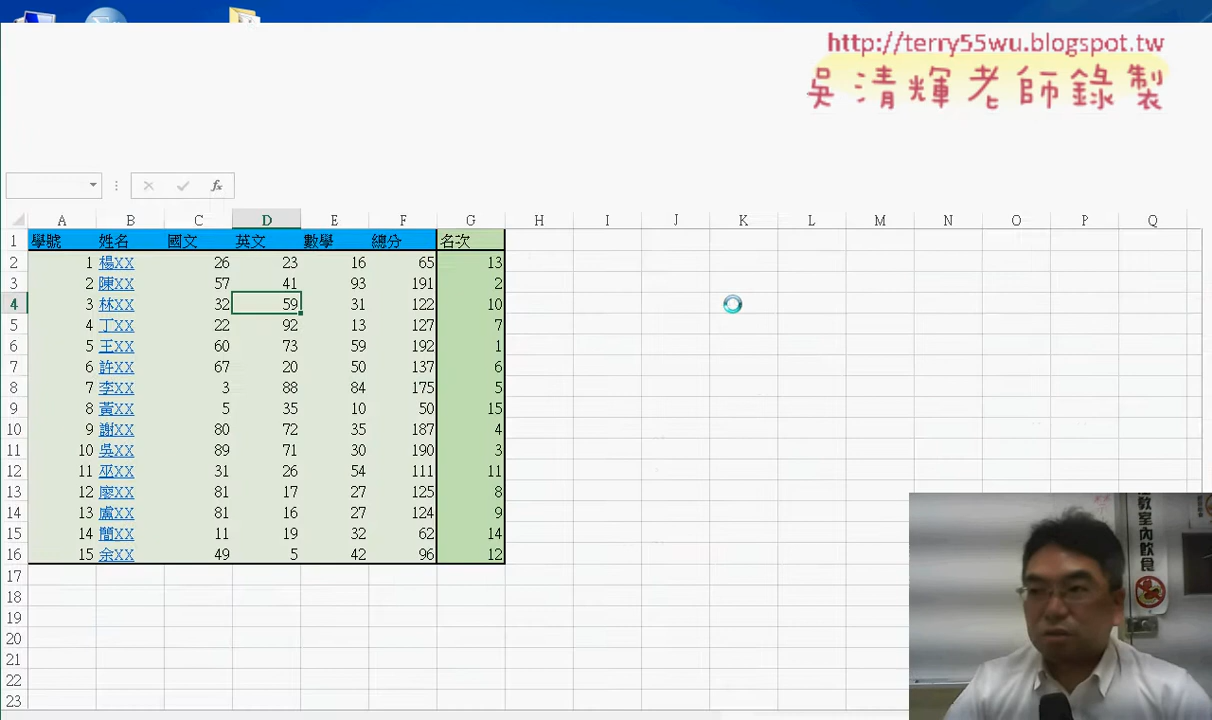 http://terry55wu.blogspot.tw
吳清輝老師錄製
fx
A B C D E F G H I J K L M N O P Q
1 學號 姓名 國文 英文 數學 總分 名次
2 1 楊XX 26 23 16 65 13
3 2 陳XX 57 41 93 191 2
4 3 林XX 32 59 31 122 10
5 4 丁XX 22 92 13 127 7
6 5 王XX 60 73 59 192 1
7 6 許XX 67 20 50 137 6
8 7 李XX 3 88 84 175 5
9 8 黃XX 5 35 10 50 15
10 9 謝XX 80 72 35 187 4
11 10 吳XX 89 71 30 190 3
12 11 巫XX 31 26 54 111 11
13 12 廖XX 81 17 27 125 8
14 13 盧XX 81 16 27 124 9
15 14 簡XX 11 19 32 62 14
16 15 余XX 49 5 42 96 12
17
18
19
20
21
22
23
教室內飲食